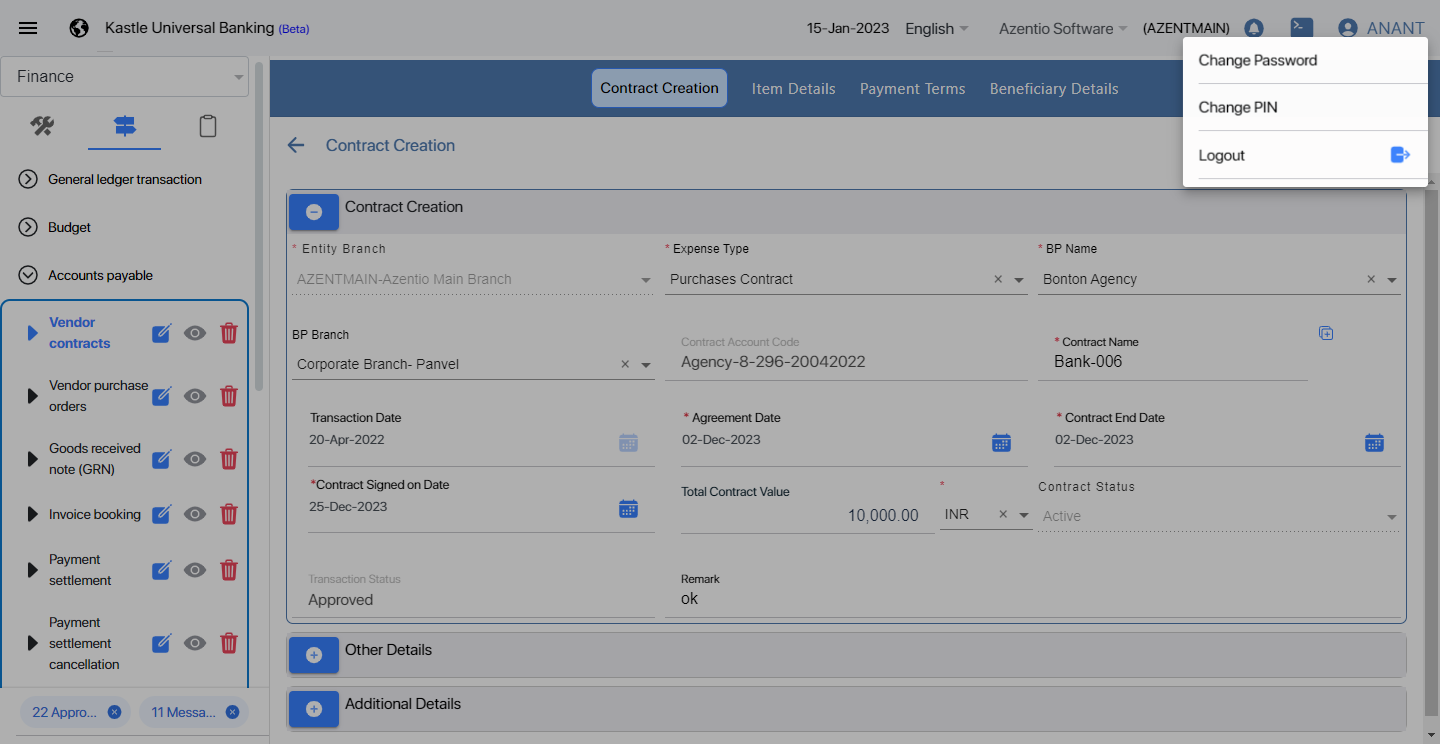 Kastle Universal Banking (Beta)
15-Jan-2023
English
Azentio Software
(AZENTMAIN)
ANANT
Change Password
Change PIN
Logout
Finance
General ledger transaction
Budget
Accounts payable
Vendor
contracts
Vendor purchase
orders
Goods received
note (GRN)
Invoice booking
Payment
settlement
Payment
settlement
cancellation
22 Appro...
11 Messa...
Contract Creation
Item Details
Payment Terms
Beneficiary Details
Contract Creation
Contract Creation
* Entity Branch
AZENTMAIN-Azentio Main Branch
* Expense Type
Purchases Contract
* BP Name
Bonton Agency
BP Branch
Corporate Branch- Panvel
Contract Account Code
Agency-8-296-20042022
* Contract Name
Bank-006
Transaction Date
20-Apr-2022
* Agreement Date
02-Dec-2023
* Contract End Date
02-Dec-2023
*Contract Signed on Date
25-Dec-2023
Total Contract Value
10,000.00
*
INR
Contract Status
Active
Transaction Status
Approved
Remark
ok
Other Details
Additional Details